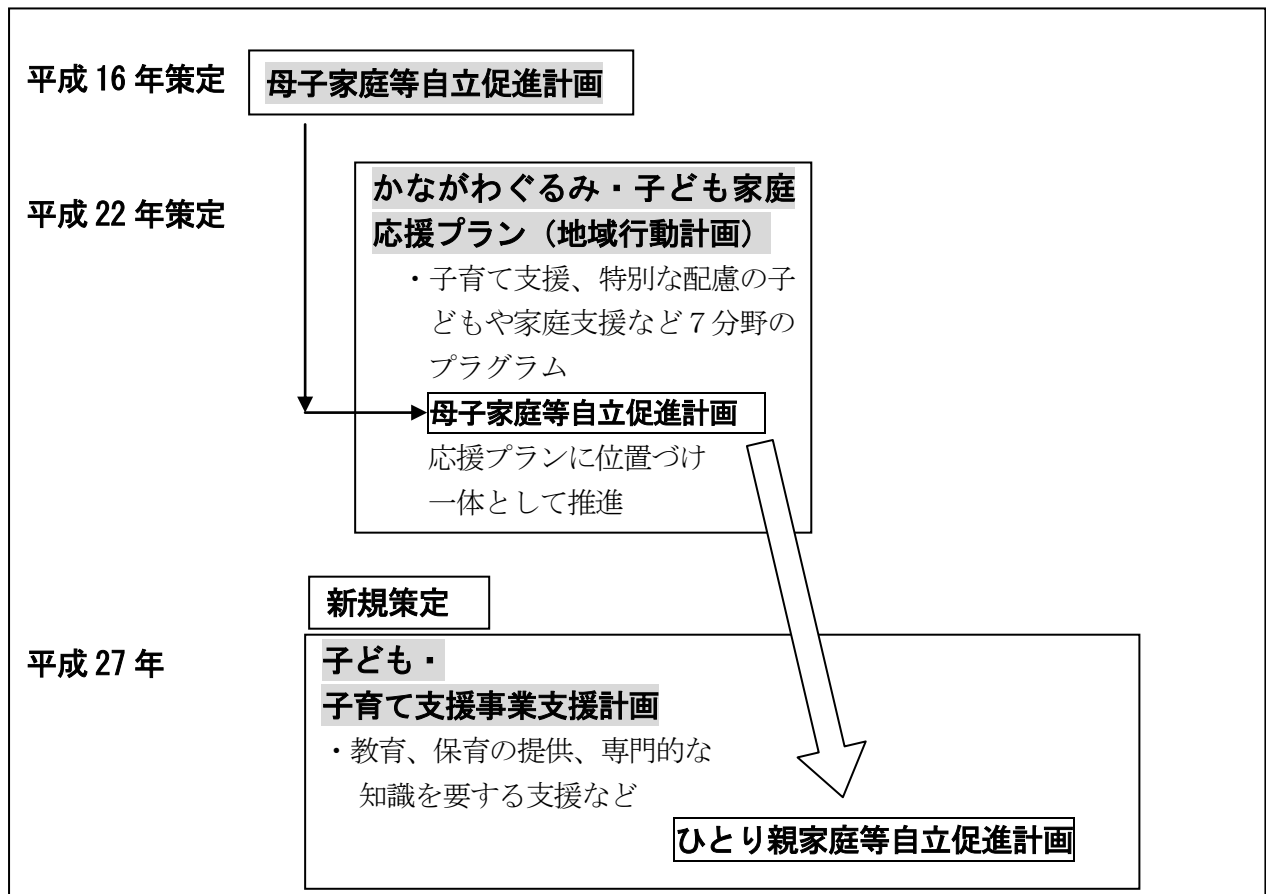 平成 16 年策定
母子家庭等自立促進計画
平成 22 年策定
かながわぐるみ・子ども家庭
応援プラン（地域行動計画）
・子育て支援、特別な配慮の子
どもや家庭支援など７分野の
プラグラム
母子家庭等自立促進計画
応援プランに位置づけ
一体として推進
新規策定
平成 27 年
子ども・
子育て支援事業支援計画
・教育、保育の提供、専門的な
知識を要する支援など
ひとり親家庭等自立促進計画